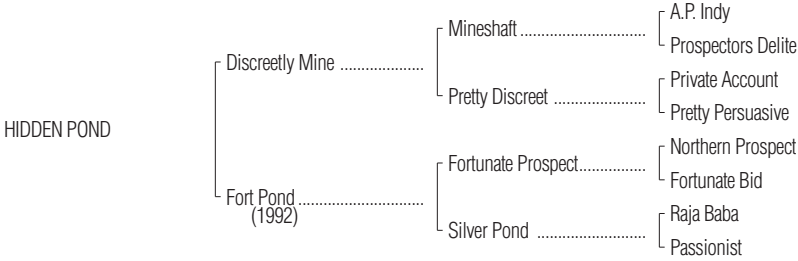 A.P. Indy
Mineshaft ..............................
Prospectors Delite
Discreetly Mine ....................
Private Account
Pretty Discreet ......................
Pretty Persuasive
HIDDEN POND
Northern Prospect
Fortunate Prospect................
Fortunate Bid
Fort Pond ..............................
(1992)
Raja Baba
Silver Pond ..........................
Passionist